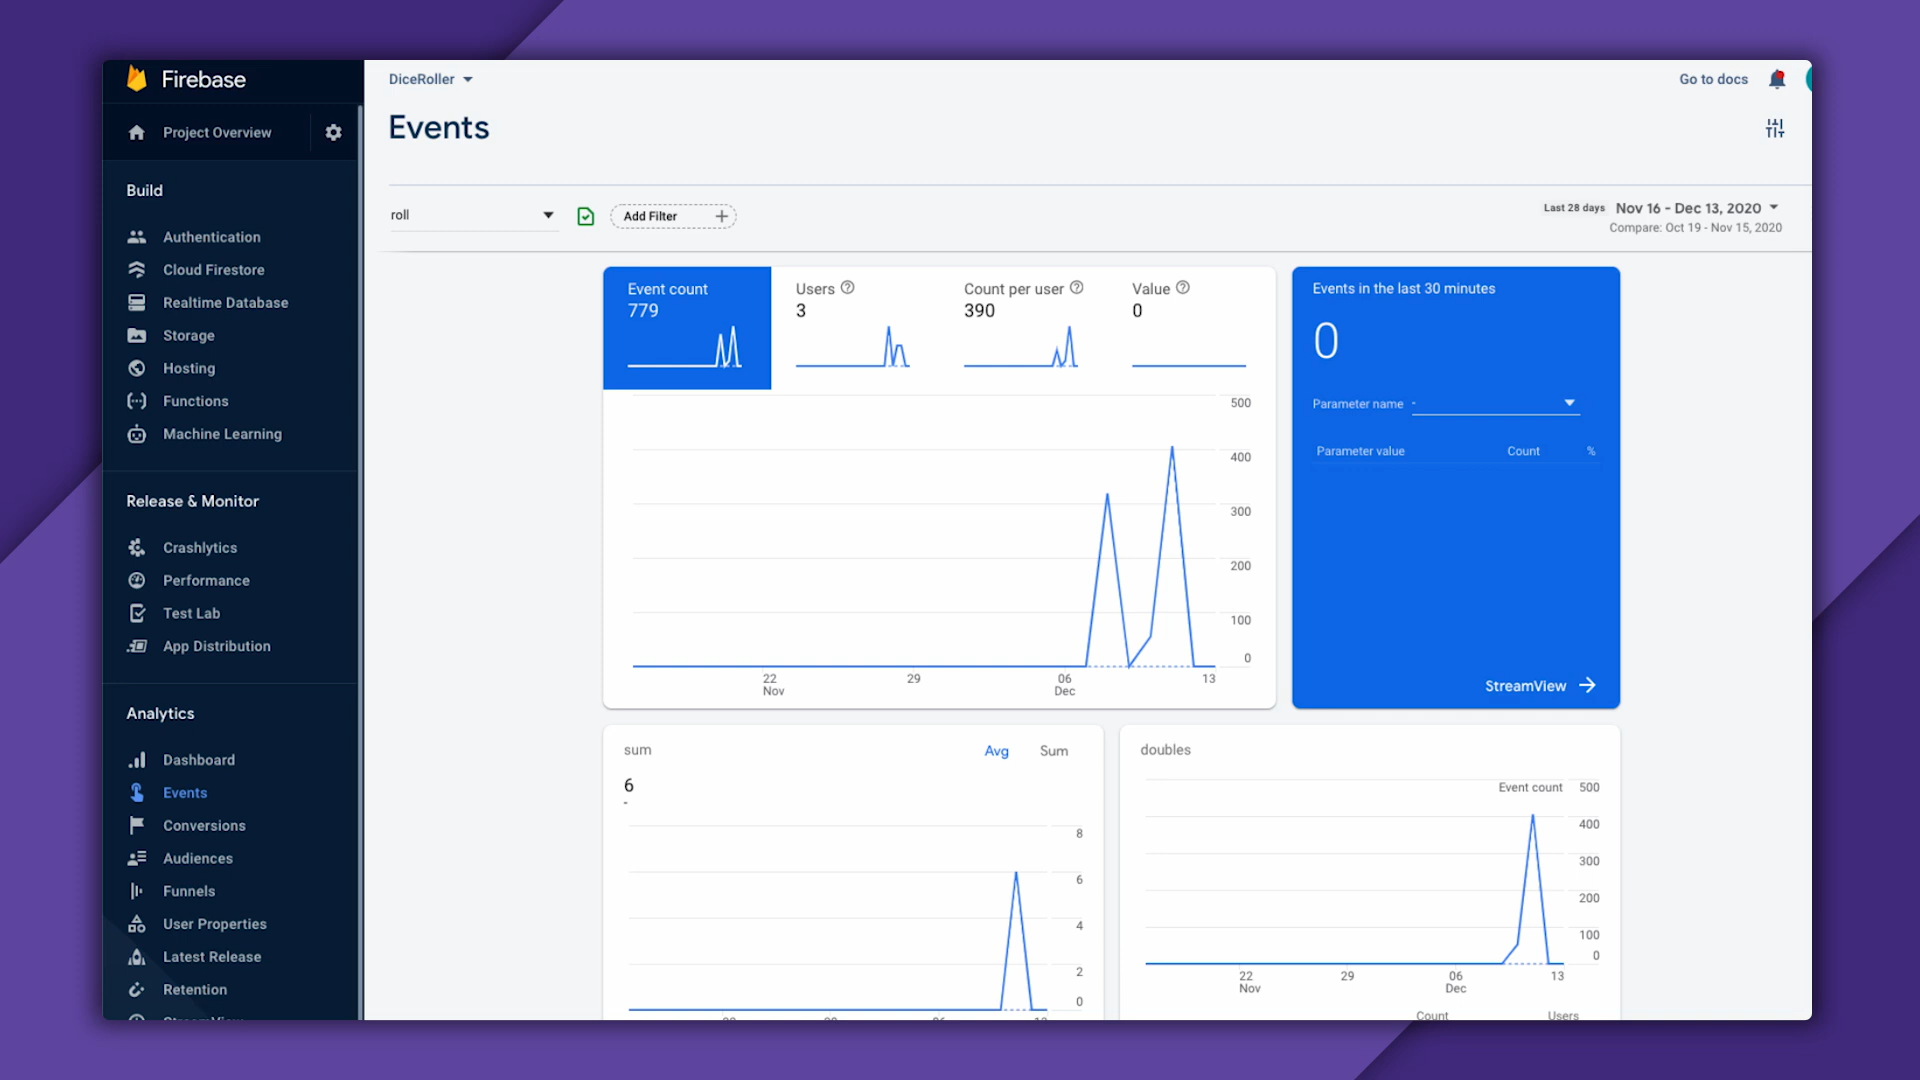 Firebase
Project Overview
Build
Authentication
Cloud Firestore
Realtime Database
Storage
Hosting
Functions
Machine Learning
Release & Monitor
Crashlytics
Performance
Test Lab
App Distribution
Analytics
Dashboard
Events
Conversions
Audiences
Funnels
User Properties
Latest Release
Retention
StreamView
DiceRoller
Go to docs
Events
roll
Add Filter
Last 28 days Nov 16 - Dec 13, 2020
Compare: Oct 19 - Nov 15, 2020
Event count
779
Users
3
Count per user
390
Value
0
500
400
300
200
100
0
22 29 06 13
Nov Dec
Events in the last 30 minutes
0
Parameter name -
Parameter value Count %
StreamView
sum Avg Sum
6
-
8
6
4
2
0
doubles
Event count 500
400
300
200
100
0
22 29 06 13
Nov Dec
Count Users